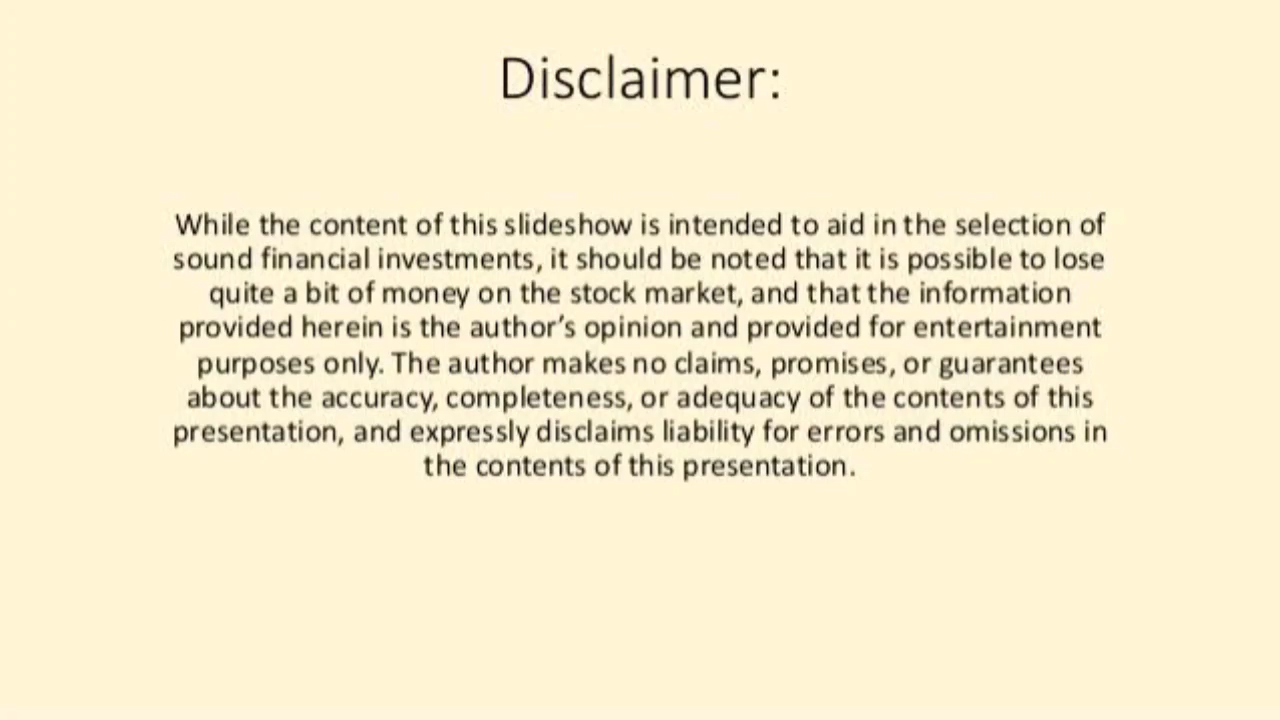 Disclaimer:
While the content of this slideshow is intended to aid in the selection of
sound financial investments, it should be noted that it is possible to lose
quite a bit of money on the stock market, and that the information
provided herein is the author’s opinion and provided for entertainment
purposes only. The author makes no claims, promises, or guarantees
about the accuracy, completeness, or adequacy of the contents of this
presentation, and expressly disclaims liability for errors and omissions in
the contents of this presentation.